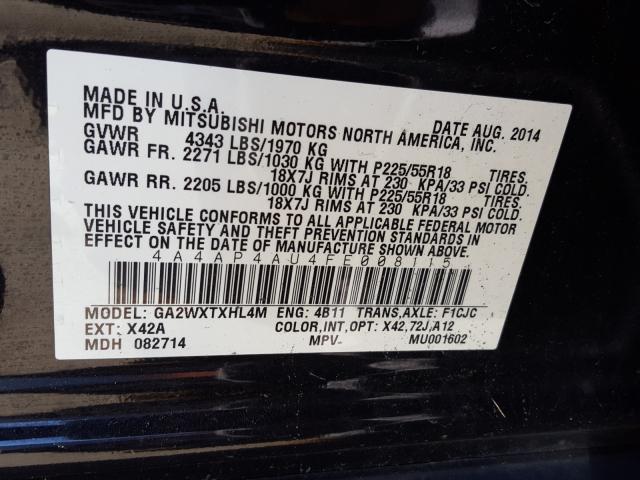 MADE IN U.S.A.
MFD BY MITSUBISHI MOTORS NORTH AMERICA, INC. DATE AUG. 2014
GVWR 4343 LBS/1970 KG
GAWR FR. 2271 LBS/1030 KG WITH P225/55R18 TIRES,
18X7J RIMS AT 230 KPA/33 PSI COLD.
GAWR RR. 2205 LBS/1000 KG WITH P225/55R18 TIRES,
18X7J RIMS AT 230 KPA/33 PSI COLD.
THIS VEHICLE CONFORMS TO ALL APPLICABLE FEDERAL MOTOR
VEHICLE SAFETY AND THEFT PREVENTION STANDARDS IN
EFFECT ON THE DATE OF MANUFACTURE SHOWN ABOVE.
4A4AP4AU4FE008115
MODEL: GA2WXTXHL4M ENG: 4B11 TRANS,AXLE: F1CJC
EXT: X42A COLOR,INT,OPT: X42,72J,A12
MDH 082714 MPV MU001602